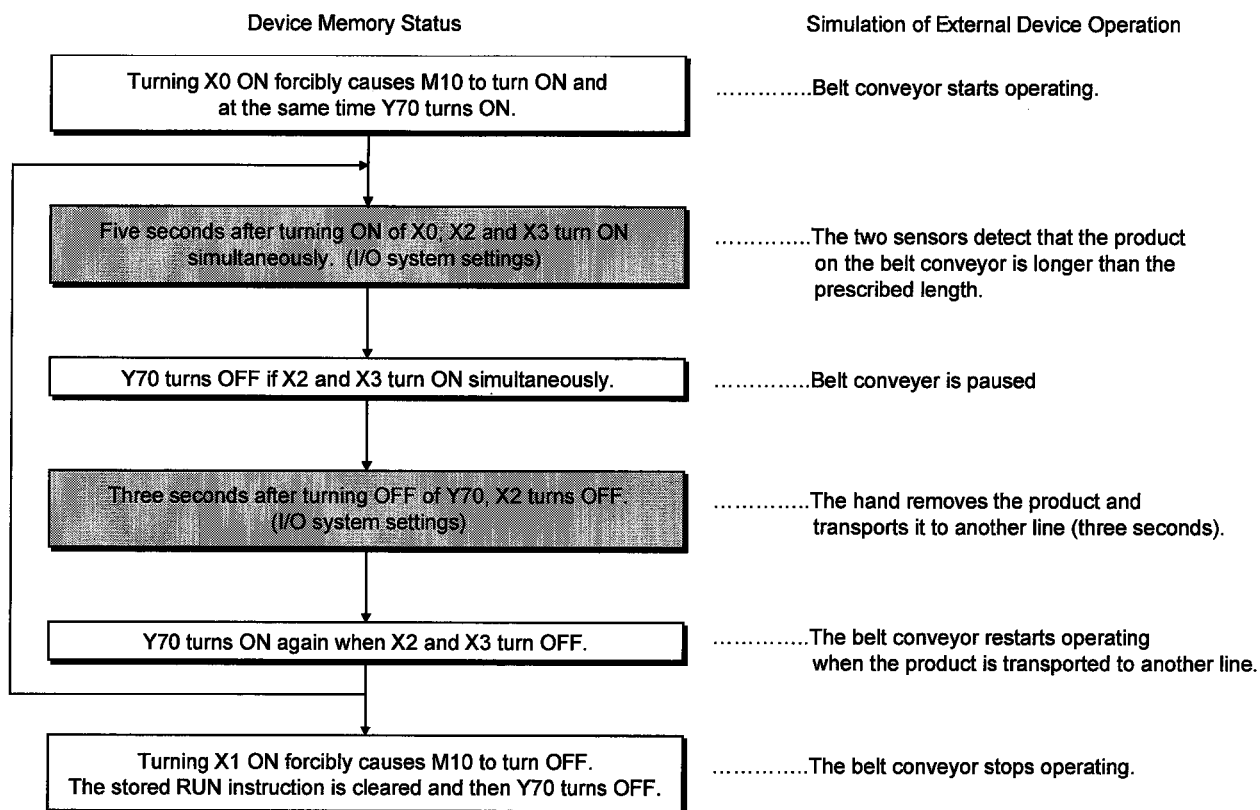 Device Memory Status
Simulation of External Device Operation
Turning X0 ON forcibly causes M10 to turn ON and
at the same time Y70 turns ON.
..............Belt conveyor starts operating.
Five seconds after turning ON of X0, X2 and X3 turn ON
simultaneously. (I/O system settings)
..............The two sensors detect that the product
on the belt conveyor is longer than the
prescribed length.
Y70 turns OFF if X2 and X3 turn ON simultaneously.
..............Belt conveyer is paused
Three seconds after turning OFF of Y70, X2 turns OFF.
(I/O system settings)
..............The hand removes the product and
transports it to another line (three seconds).
Y70 turns ON again when X2 and X3 turn OFF.
..............The belt conveyor restarts operating
when the product is transported to another line.
Turning X1 ON forcibly causes M10 to turn OFF.
The stored RUN instruction is cleared and then Y70 turns OFF.
..............The belt conveyor stops operating.